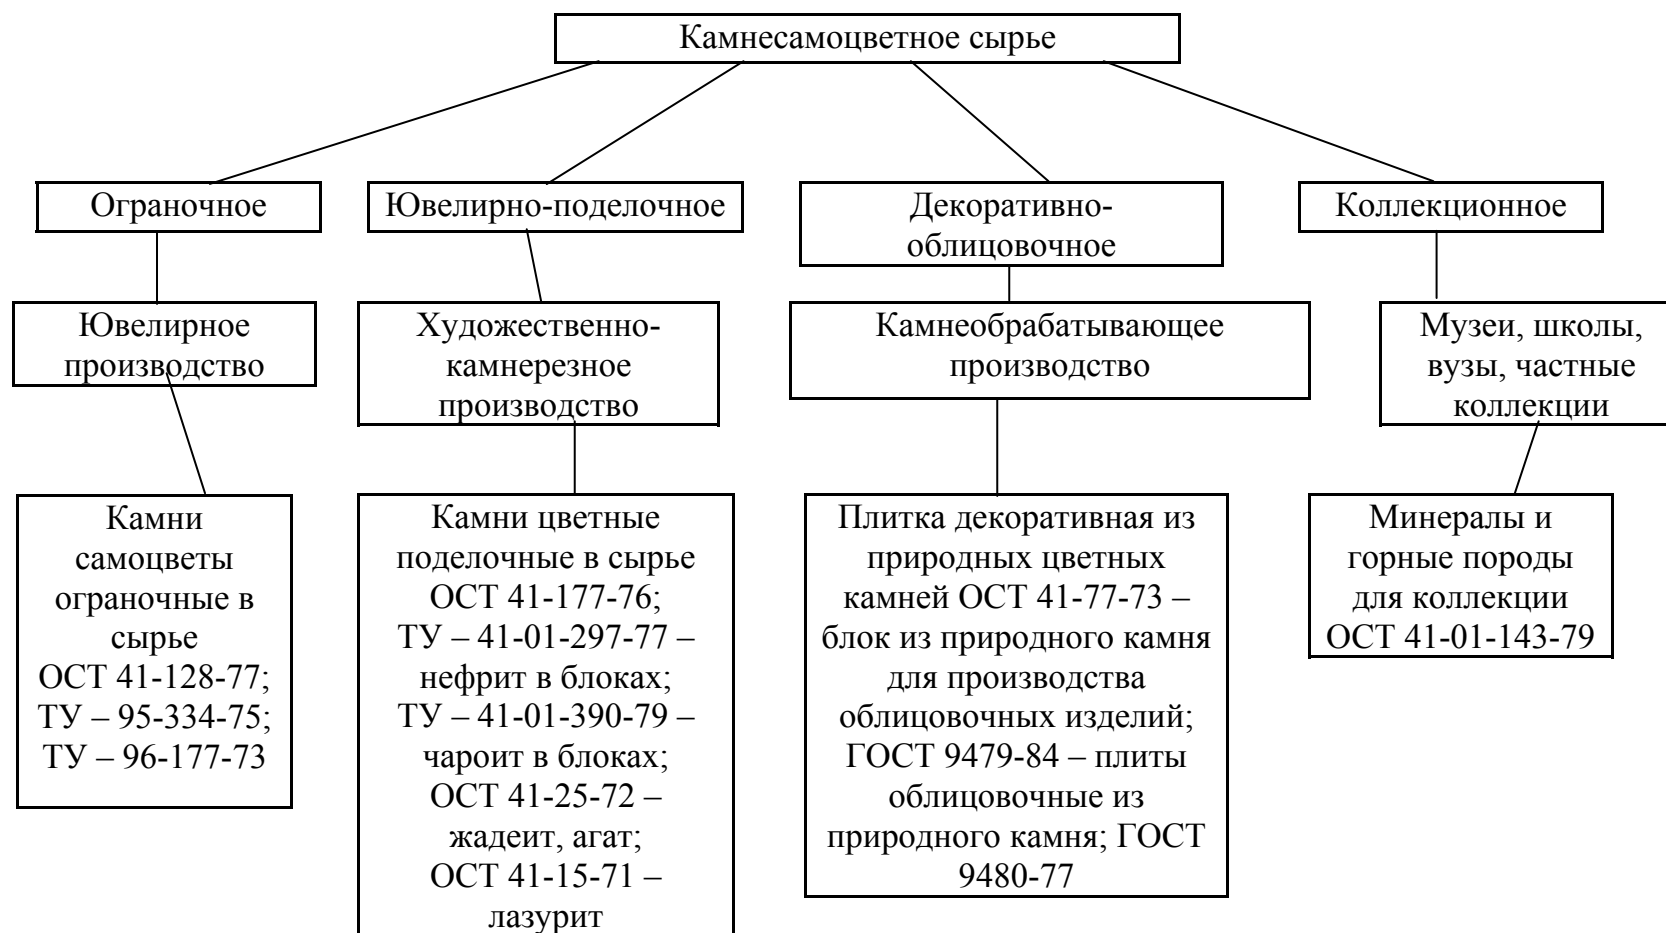 Камнесамоцветное сырье
Ограночное
Ювелирно-поделочное
Декоративно-
облицовочное
Коллекционное
Ювелирное
производство
Художественно-
камнерезное
производство
Камнеобрабатывающее
производство
Музеи, школы,
вузы, частные
коллекции
Камни
самоцветы
ограночные в
сырье
ОСТ 41-128-77;
ТУ – 95-334-75;
ТУ – 96-177-73
Камни цветные
поделочные в сырье
ОСТ 41-177-76;
ТУ – 41-01-297-77 –
нефрит в блоках;
ТУ – 41-01-390-79 –
чароит в блоках;
ОСТ 41-25-72 –
жадеит, агат;
ОСТ 41-15-71 –
лазурит
Плитка декоративная из
природных цветных
камней ОСТ 41-77-73 –
блок из природного камня
для производства
облицовочных изделий;
ГОСТ 9479-84 – плиты
облицовочные из
природного камня; ГОСТ
9480-77
Минералы и
горные породы
для коллекции
ОСТ 41-01-143-79